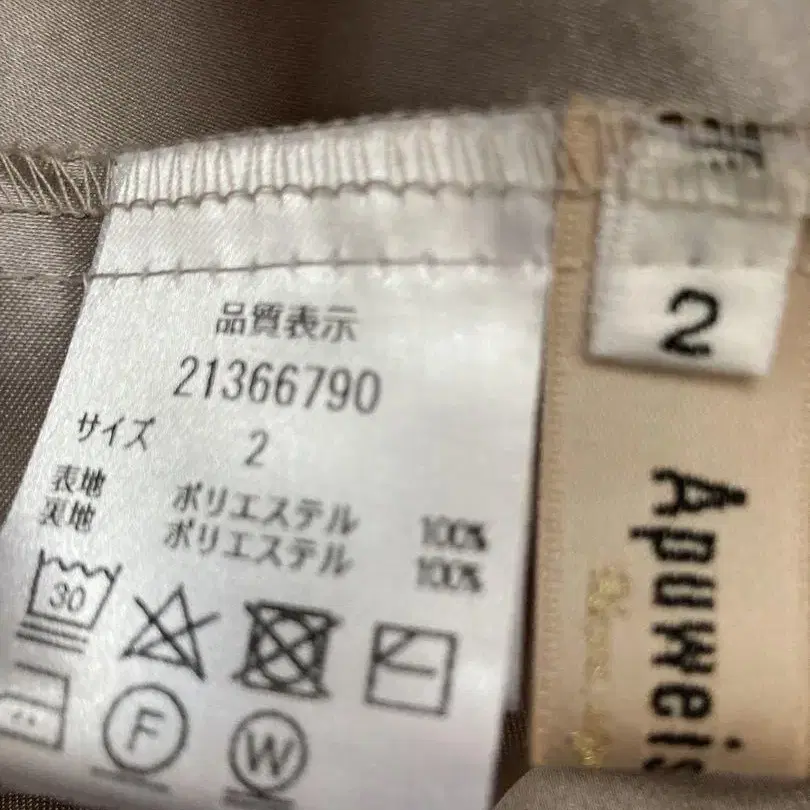 品質表示
21366790
サイズ 2
表地 ポリエステル 100%
裏地 ポリエステル 100%
30
F
W
2
Apuweis